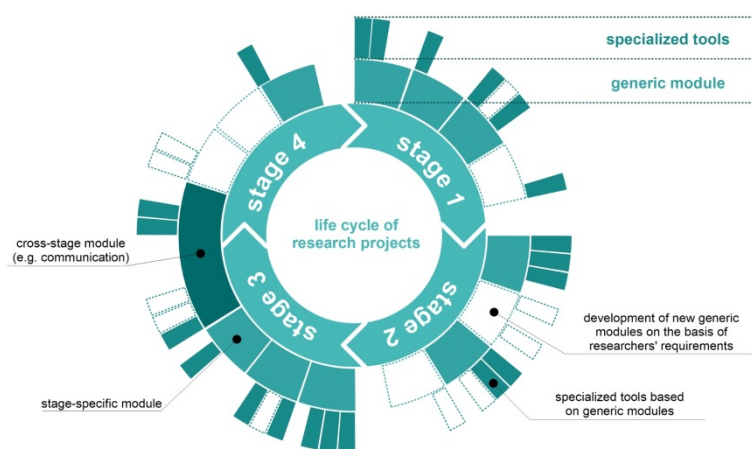 specialized tools
generic module
stage 1
stage 4
life cycle of
research projects
cross-stage module
(e.g. communication)
stage 3
stage 2
development of new generic
modules on the basis of
researchers' requirements
stage-specific module
specialized tools based
on generic modules